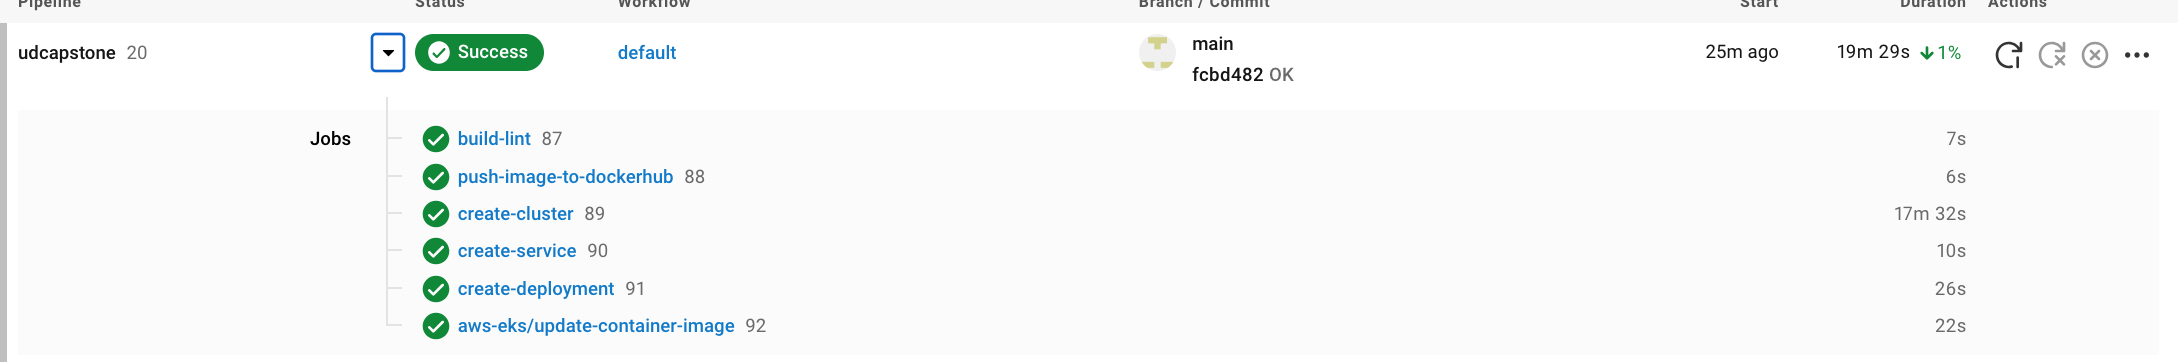 Pipeline Status Workflow Branch / Commit Start Duration Actions
udcapstone 20 Success default main 25m ago 19m 29s 1%
fcbd482 OK
Jobs build-lint 87 7s
push-image-to-dockerhub 88 6s
create-cluster 89 17m 32s
create-service 90 10s
create-deployment 91 26s
aws-eks/update-container-image 92 22s